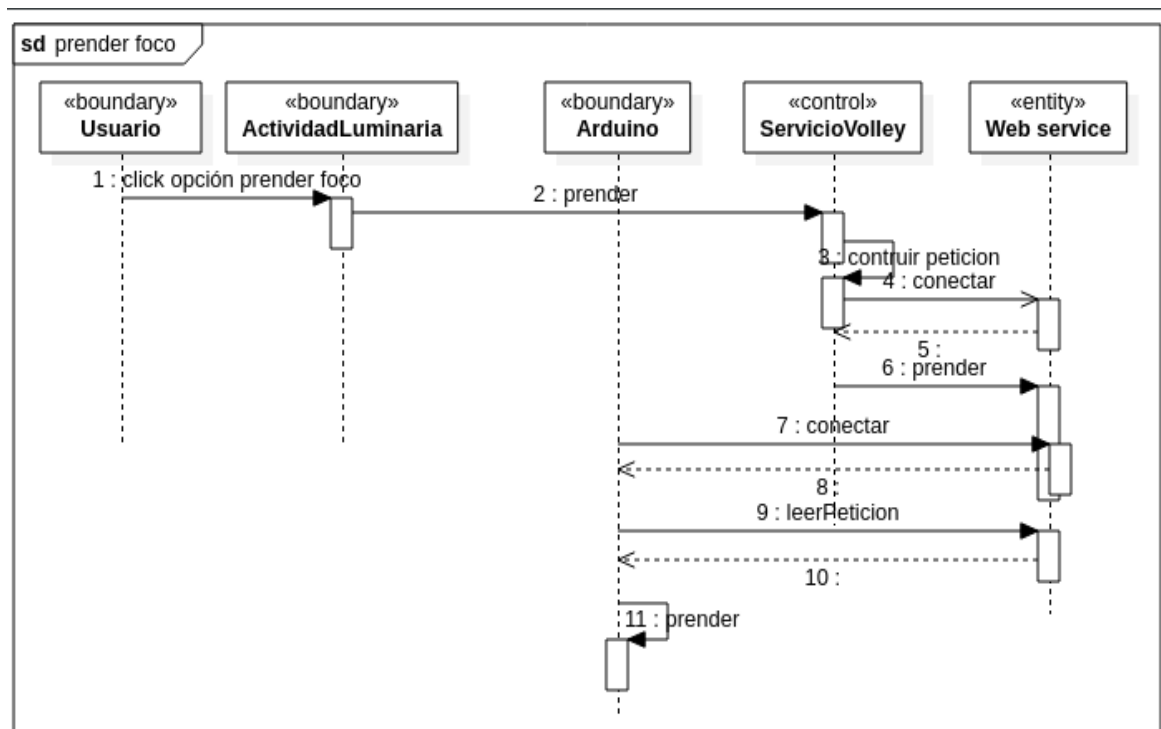 sd prender foco
«boundary»
Usuario
«boundary»
ActividadLuminaria
«boundary»
Arduino
«control»
ServicioVolley
«entity»
Web service
1 : click opción prender foco
2 : prender
3 : contruir peticion
4 : conectar
5 :
6 : prender
7 : conectar
8 :
9 : leerPeticion
10 :
11 : prender